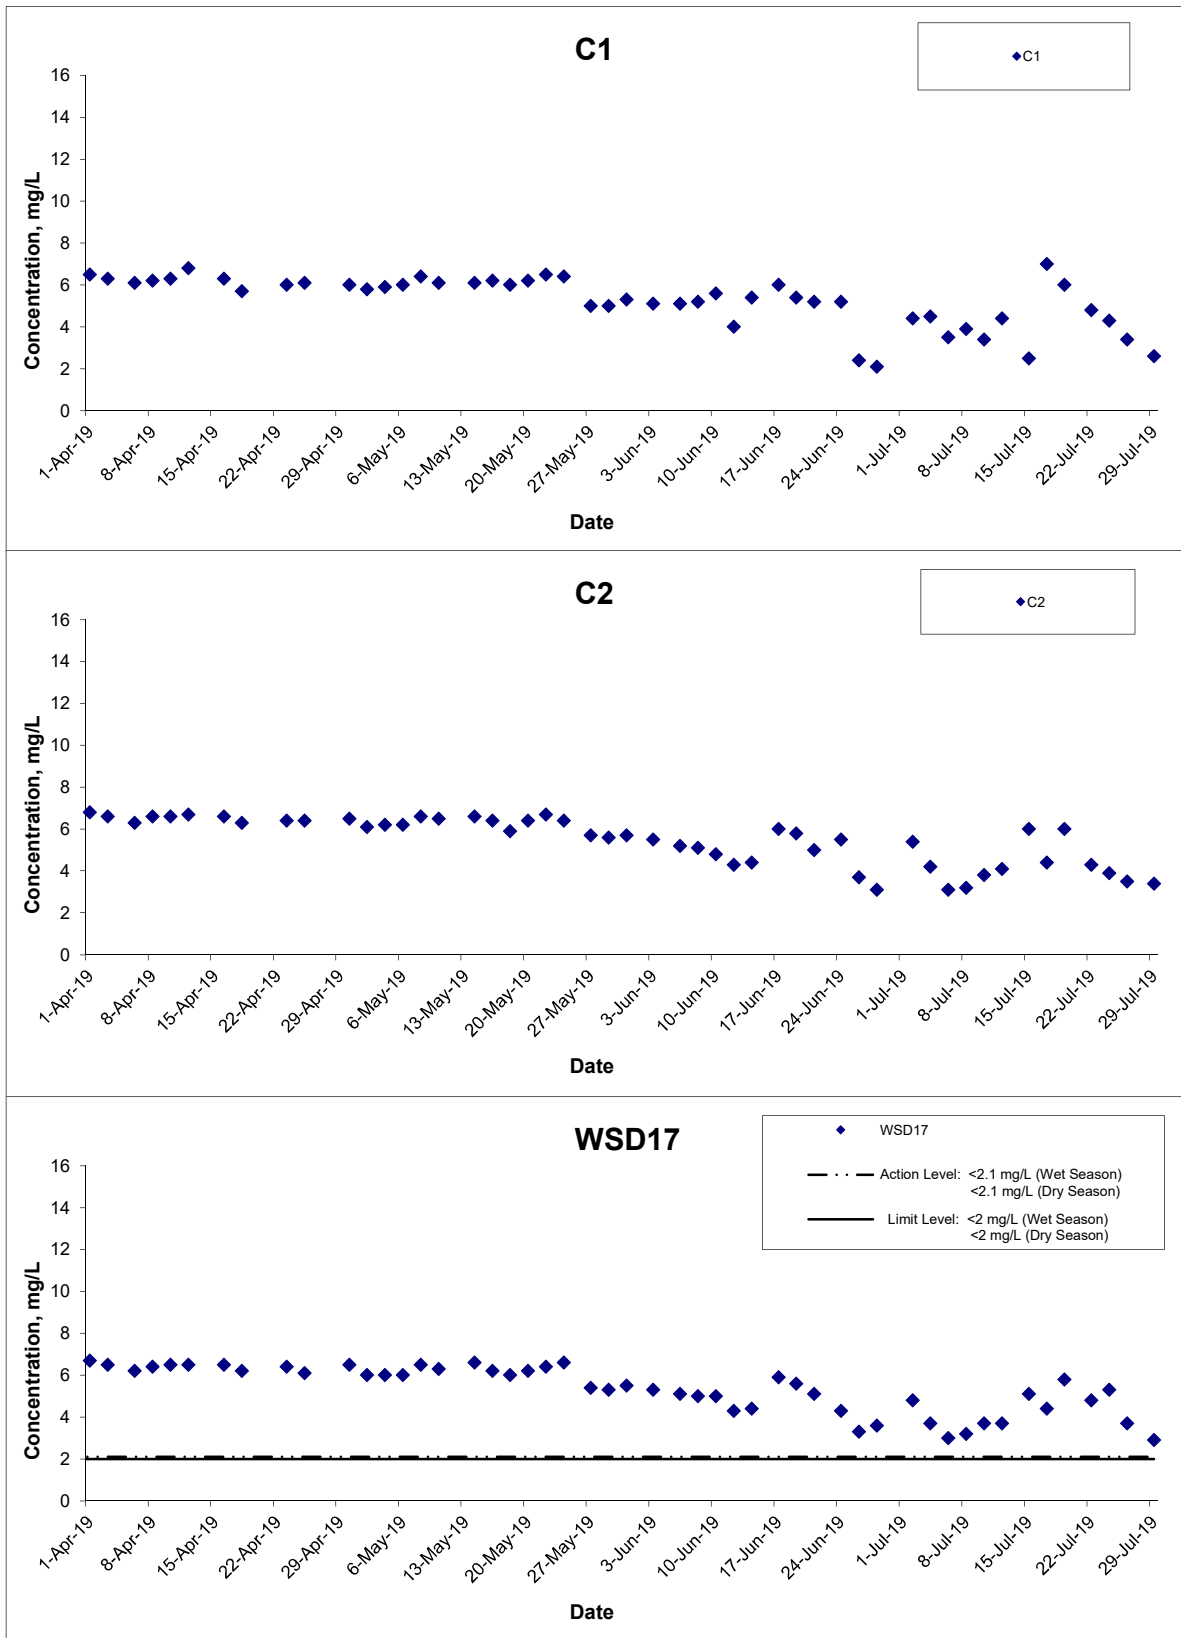 C1
C1
16
14
12
10
8
6
4
2
0
Concentration, mg/L
1-Apr-19
8-Apr-19
15-Apr-19
22-Apr-19
29-Apr-19
6-May-19
13-May-19
20-May-19
27-May-19
3-Jun-19
10-Jun-19
17-Jun-19
24-Jun-19
1-Jul-19
8-Jul-19
15-Jul-19
22-Jul-19
29-Jul-19
Date
C2
C2
16
14
12
10
8
6
4
2
0
Concentration, mg/L
1-Apr-19
8-Apr-19
15-Apr-19
22-Apr-19
29-Apr-19
6-May-19
13-May-19
20-May-19
27-May-19
3-Jun-19
10-Jun-19
17-Jun-19
24-Jun-19
1-Jul-19
8-Jul-19
15-Jul-19
22-Jul-19
29-Jul-19
Date
WSD17
WSD17
Action Level: <2.1 mg/L (Wet Season)
<2.1 mg/L (Dry Season)
Limit Level: <2 mg/L (Wet Season)
<2 mg/L (Dry Season)
16
14
12
10
8
6
4
2
0
Concentration, mg/L
1-Apr-19
8-Apr-19
15-Apr-19
22-Apr-19
29-Apr-19
6-May-19
13-May-19
20-May-19
27-May-19
3-Jun-19
10-Jun-19
17-Jun-19
24-Jun-19
1-Jul-19
8-Jul-19
15-Jul-19
22-Jul-19
29-Jul-19
Date